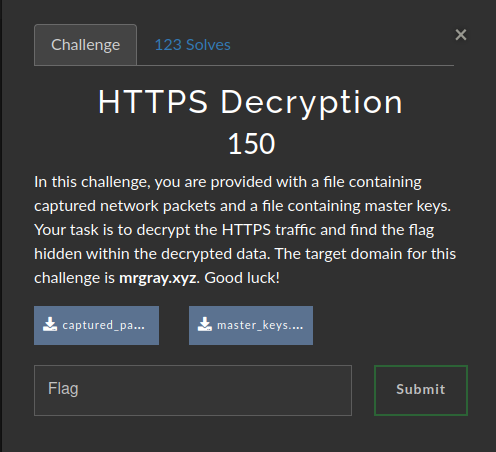 Challenge
123 Solves
×
HTTPS Decryption
150
In this challenge, you are provided with a file containing
captured network packets and a file containing master keys.
Your task is to decrypt the HTTPS traffic and find the flag
hidden within the decrypted data. The target domain for this
challenge is mrgray.xyz. Good luck!
captured_pa...
master_keys....
Flag
Submit